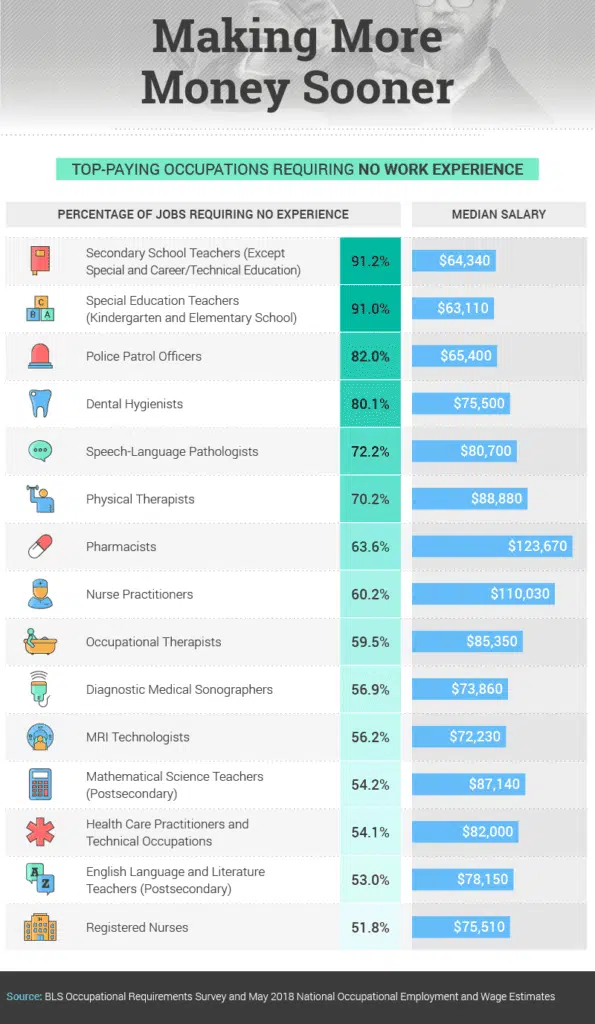 Making More
Money Sooner
TOP-PAYING OCCUPATIONS REQUIRING NO WORK EXPERIENCE
PERCENTAGE OF JOBS REQUIRING NO EXPERIENCE MEDIAN SALARY
Secondary School Teachers (Except
Special and Career/Technical Education)
91.2% $64,340
C
B A
Special Education Teachers
(Kindergarten and Elementary School)
91.0% $63,110
Police Patrol Officers 82.0% $65,400
Dental Hygienists 80.1% $75,500
Speech-Language Pathologists 72.2% $80,700
Physical Therapists 70.2% $88,880
Pharmacists 63.6% $123,670
Nurse Practitioners 60.2% $110,030
Occupational Therapists 59.5% $85,350
Diagnostic Medical Sonographers 56.9% $73,860
MRI Technologists 56.2% $72,230
Mathematical Science Teachers
(Postsecondary)
54.2% $87,140
Health Care Practitioners and
Technical Occupations
54.1% $82,000
A
Z
English Language and Literature
Teachers (Postsecondary)
53.0% $78,150
Registered Nurses 51.8% $75,510
Source: BLS Occupational Requirements Survey and May 2018 National Occupational Employment and Wage Estimates